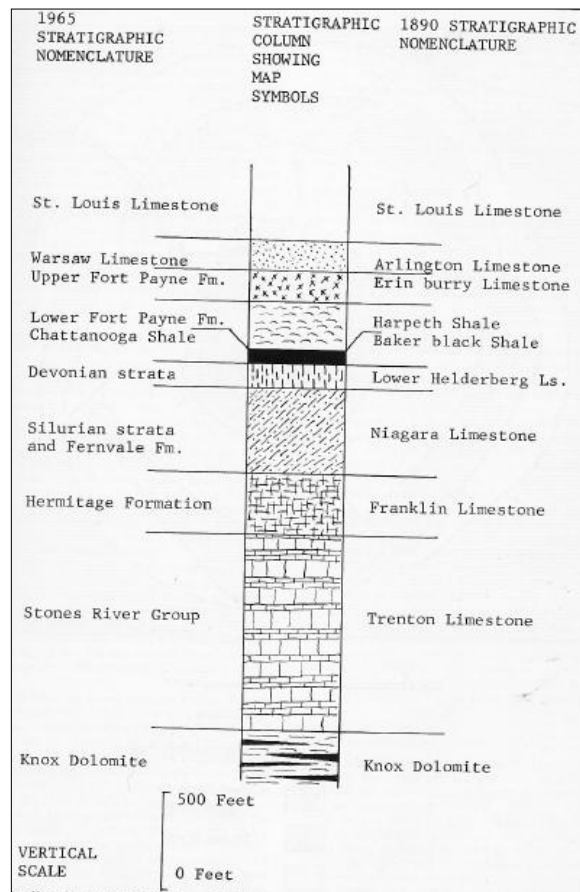 1965
STRATIGRAPHIC
NOMENCLATURE
STRATIGRAPHIC
COLUMN
SHOWING
MAP
SYMBOLS
1890 STRATIGRAPHIC
NOMENCLATURE
St. Louis Limestone
St. Louis Limestone
Warsaw Limestone
Upper Fort Payne Fm.
Arlington Limestone
Erin burry Limestone
Lower Fort Payne Fm.
Chattanooga Shale
Harpeth Shale
Baker black Shale
Devonian strata
Lower Helderberg Ls.
Silurian strata
and Fernvale Fm.
Niagara Limestone
Hermitage Formation
Franklin Limestone
Stones River Group
Trenton Limestone
Knox Dolomite
Knox Dolomite
500 Feet
VERTICAL
SCALE
0 Feet